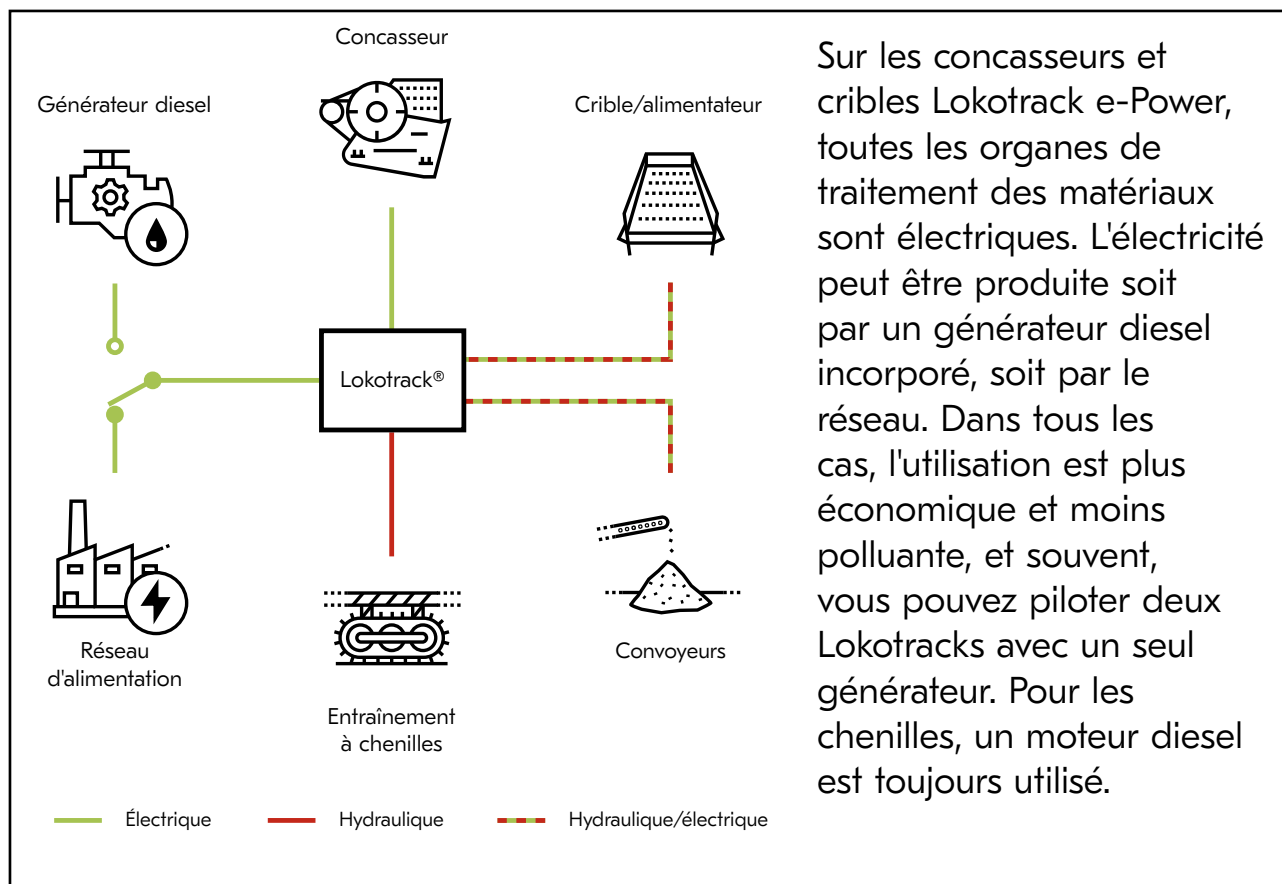 Concasseur
Générateur diesel
Crible/alimentateur
Lokotrack®
Réseau
d'alimentation
Entraînement
à chenilles
Convoyeurs
Électrique
Hydraulique
Hydraulique/électrique
Sur les concasseurs et
cribles Lokotrack e-Power,
toutes les organes de
traitement des matériaux
sont électriques. L'électricité
peut être produite soit
par un générateur diesel
incorporé, soit par le
réseau. Dans tous les
cas, l'utilisation est plus
économique et moins
polluante, et souvent,
vous pouvez piloter deux
Lokotracks avec un seul
générateur. Pour les
chenilles, un moteur diesel
est toujours utilisé.